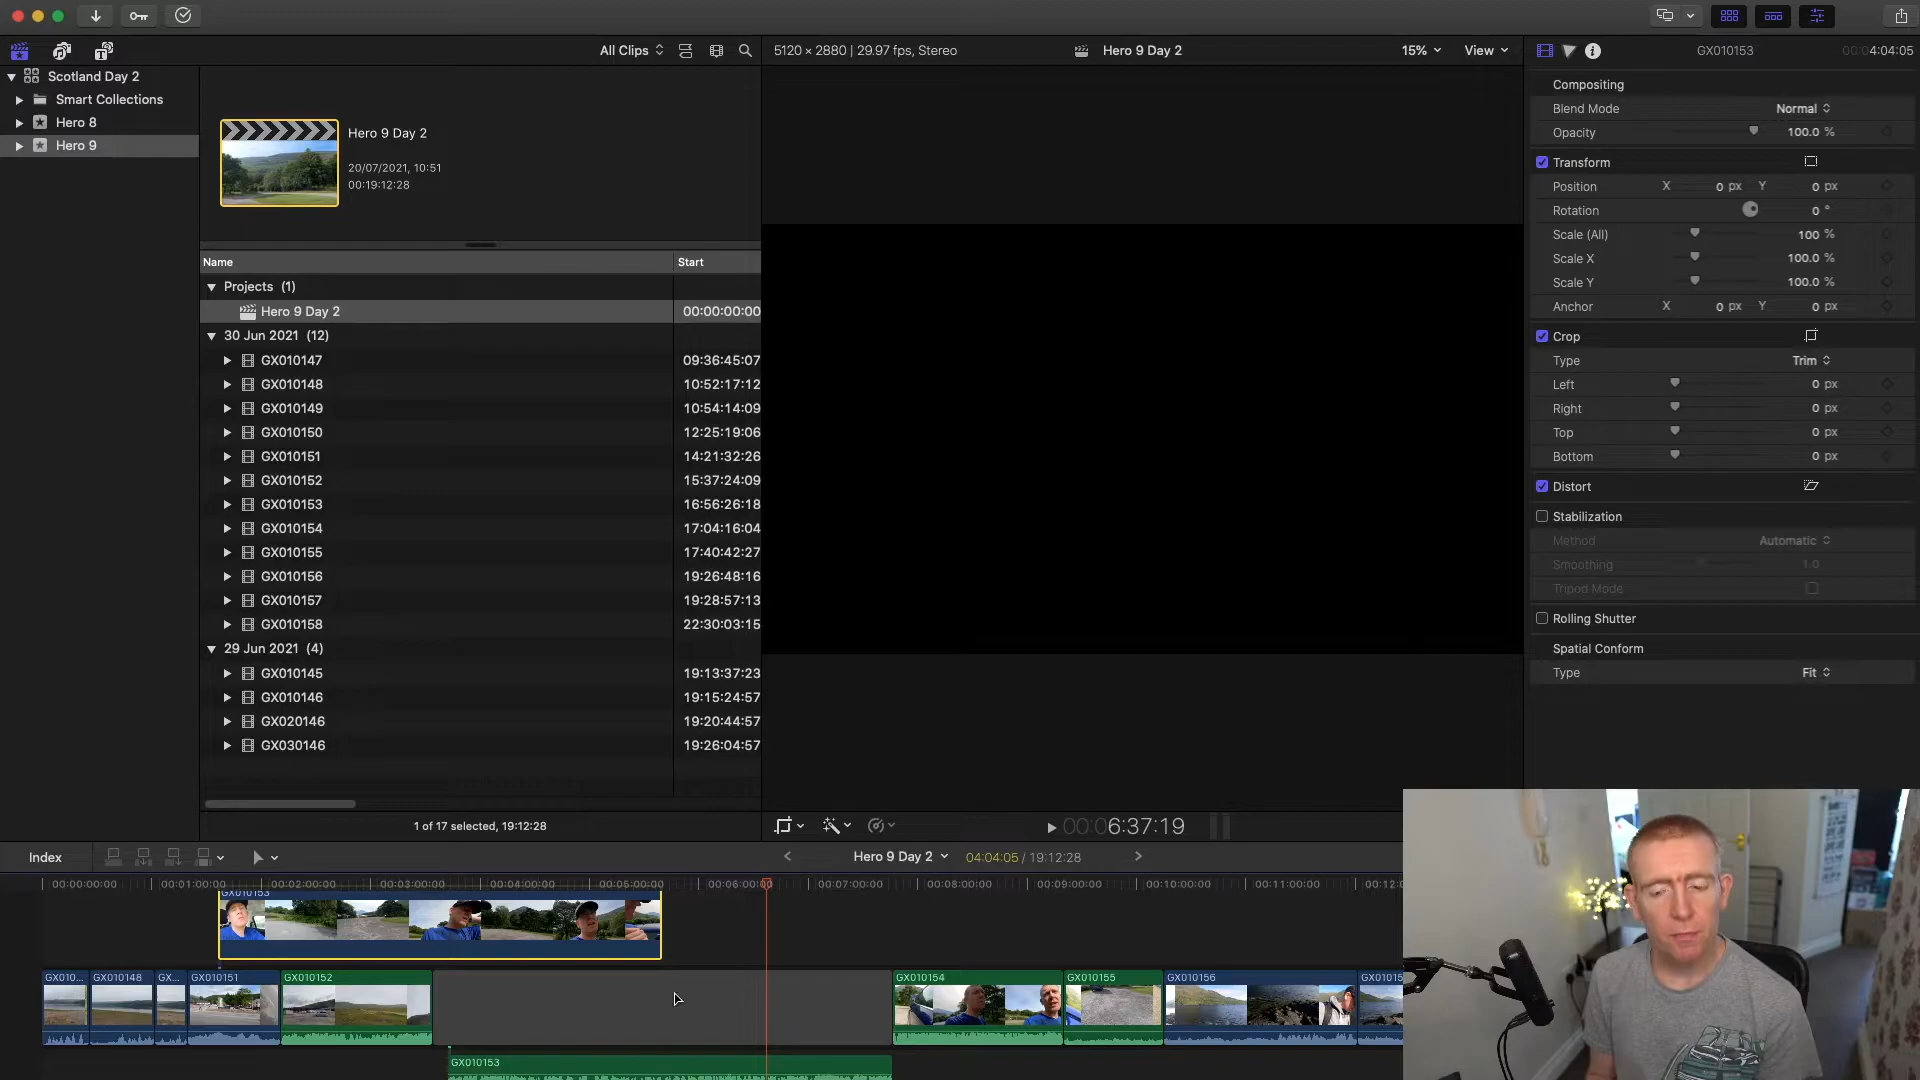 All Clips
5120 × 2880 | 29.97 fps, Stereo
Hero 9 Day 2
15%
View
GX010153
00:04:04:05
Scotland Day 2
Smart Collections
Hero 8
Hero 9
Hero 9 Day 2
20/07/2021, 10:51
00:19:12:28
Name
Start
Projects (1)
Hero 9 Day 2
00:00:00:00
30 Jun 2021 (12)
GX010147
09:36:45:07
GX010148
10:52:17:12
GX010149
10:54:14:09
GX010150
12:25:19:06
GX010151
14:21:32:26
GX010152
15:37:24:09
GX010153
16:56:26:18
GX010154
17:04:16:04
GX010155
17:40:42:27
GX010156
19:26:48:16
GX010157
19:28:57:13
GX010158
22:30:03:15
29 Jun 2021 (4)
GX010145
19:13:37:23
GX010146
19:15:24:57
GX020146
19:20:44:57
GX030146
19:26:04:57
1 of 17 selected, 19:12:28
Compositing
Blend Mode
Normal
Opacity
100.0 %
Transform
Position
X 0 px Y 0 px
Rotation
0 °
Scale (All)
100 %
Scale X
100.0 %
Scale Y
100.0 %
Anchor
X 0 px Y 0 px
Crop
Type
Trim
Left
0 px
Right
0 px
Top
0 px
Bottom
0 px
Distort
Stabilization
Method
Automatic
Smoothing
1.0
Tripod Mode
Rolling Shutter
Spatial Conform
Type
Fit
00:06:37:19
Index
Hero 9 Day 2
04:04:05 / 19:12:28
00:00:00:00
00:01:00:00
00:02:00:00
00:03:00:00
00:04:00:00
00:05:00:00
00:06:00:00
00:07:00:00
00:08:00:00
00:09:00:00
00:10:00:00
00:11:00:00
00:12:0
GX010153
GX010...
GX010148
GX...
GX010151
GX010152
GX010154
GX010155
GX010156
GX01015
GX010153